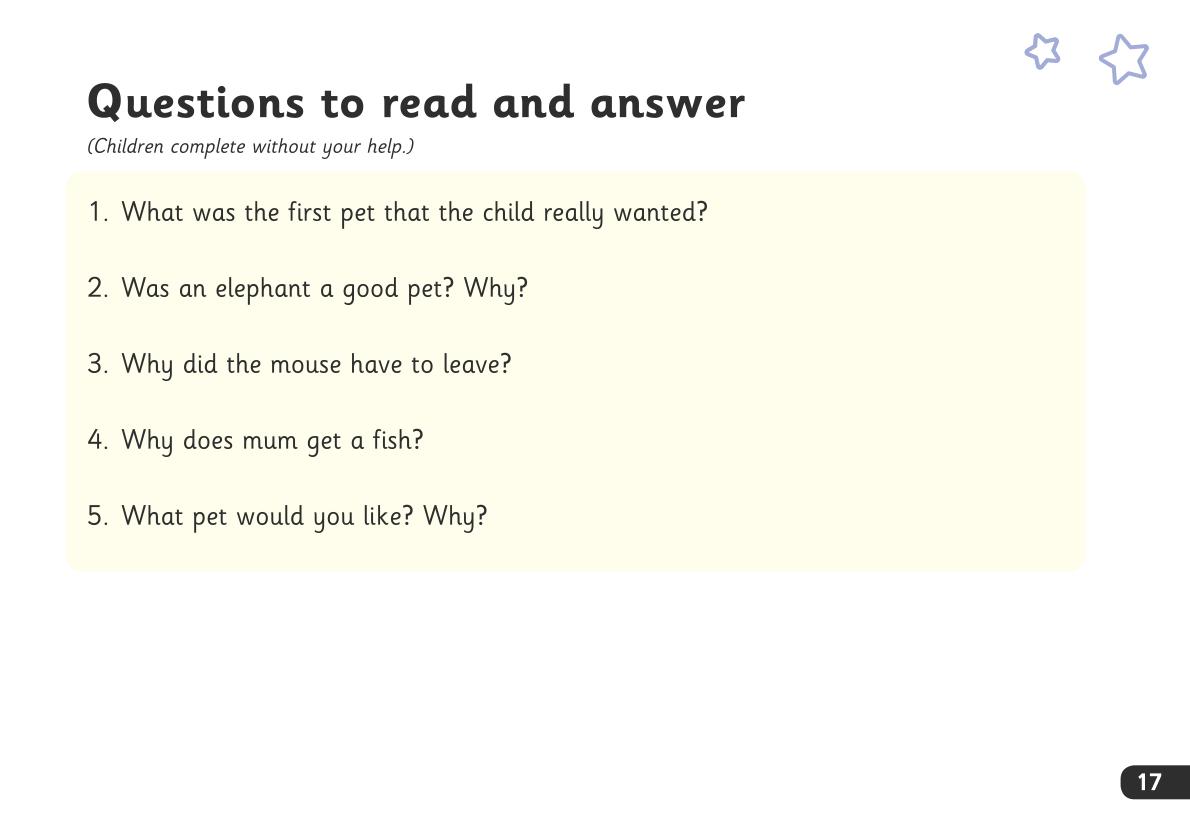 Questions to read and answer
(Children complete without your help.)
1. What was the first pet that the child really wanted?
2. Was an elephant a good pet? Why?
3. Why did the mouse have to leave?
4. Why does mum get a fish?
5. What pet would you like? Why?
17